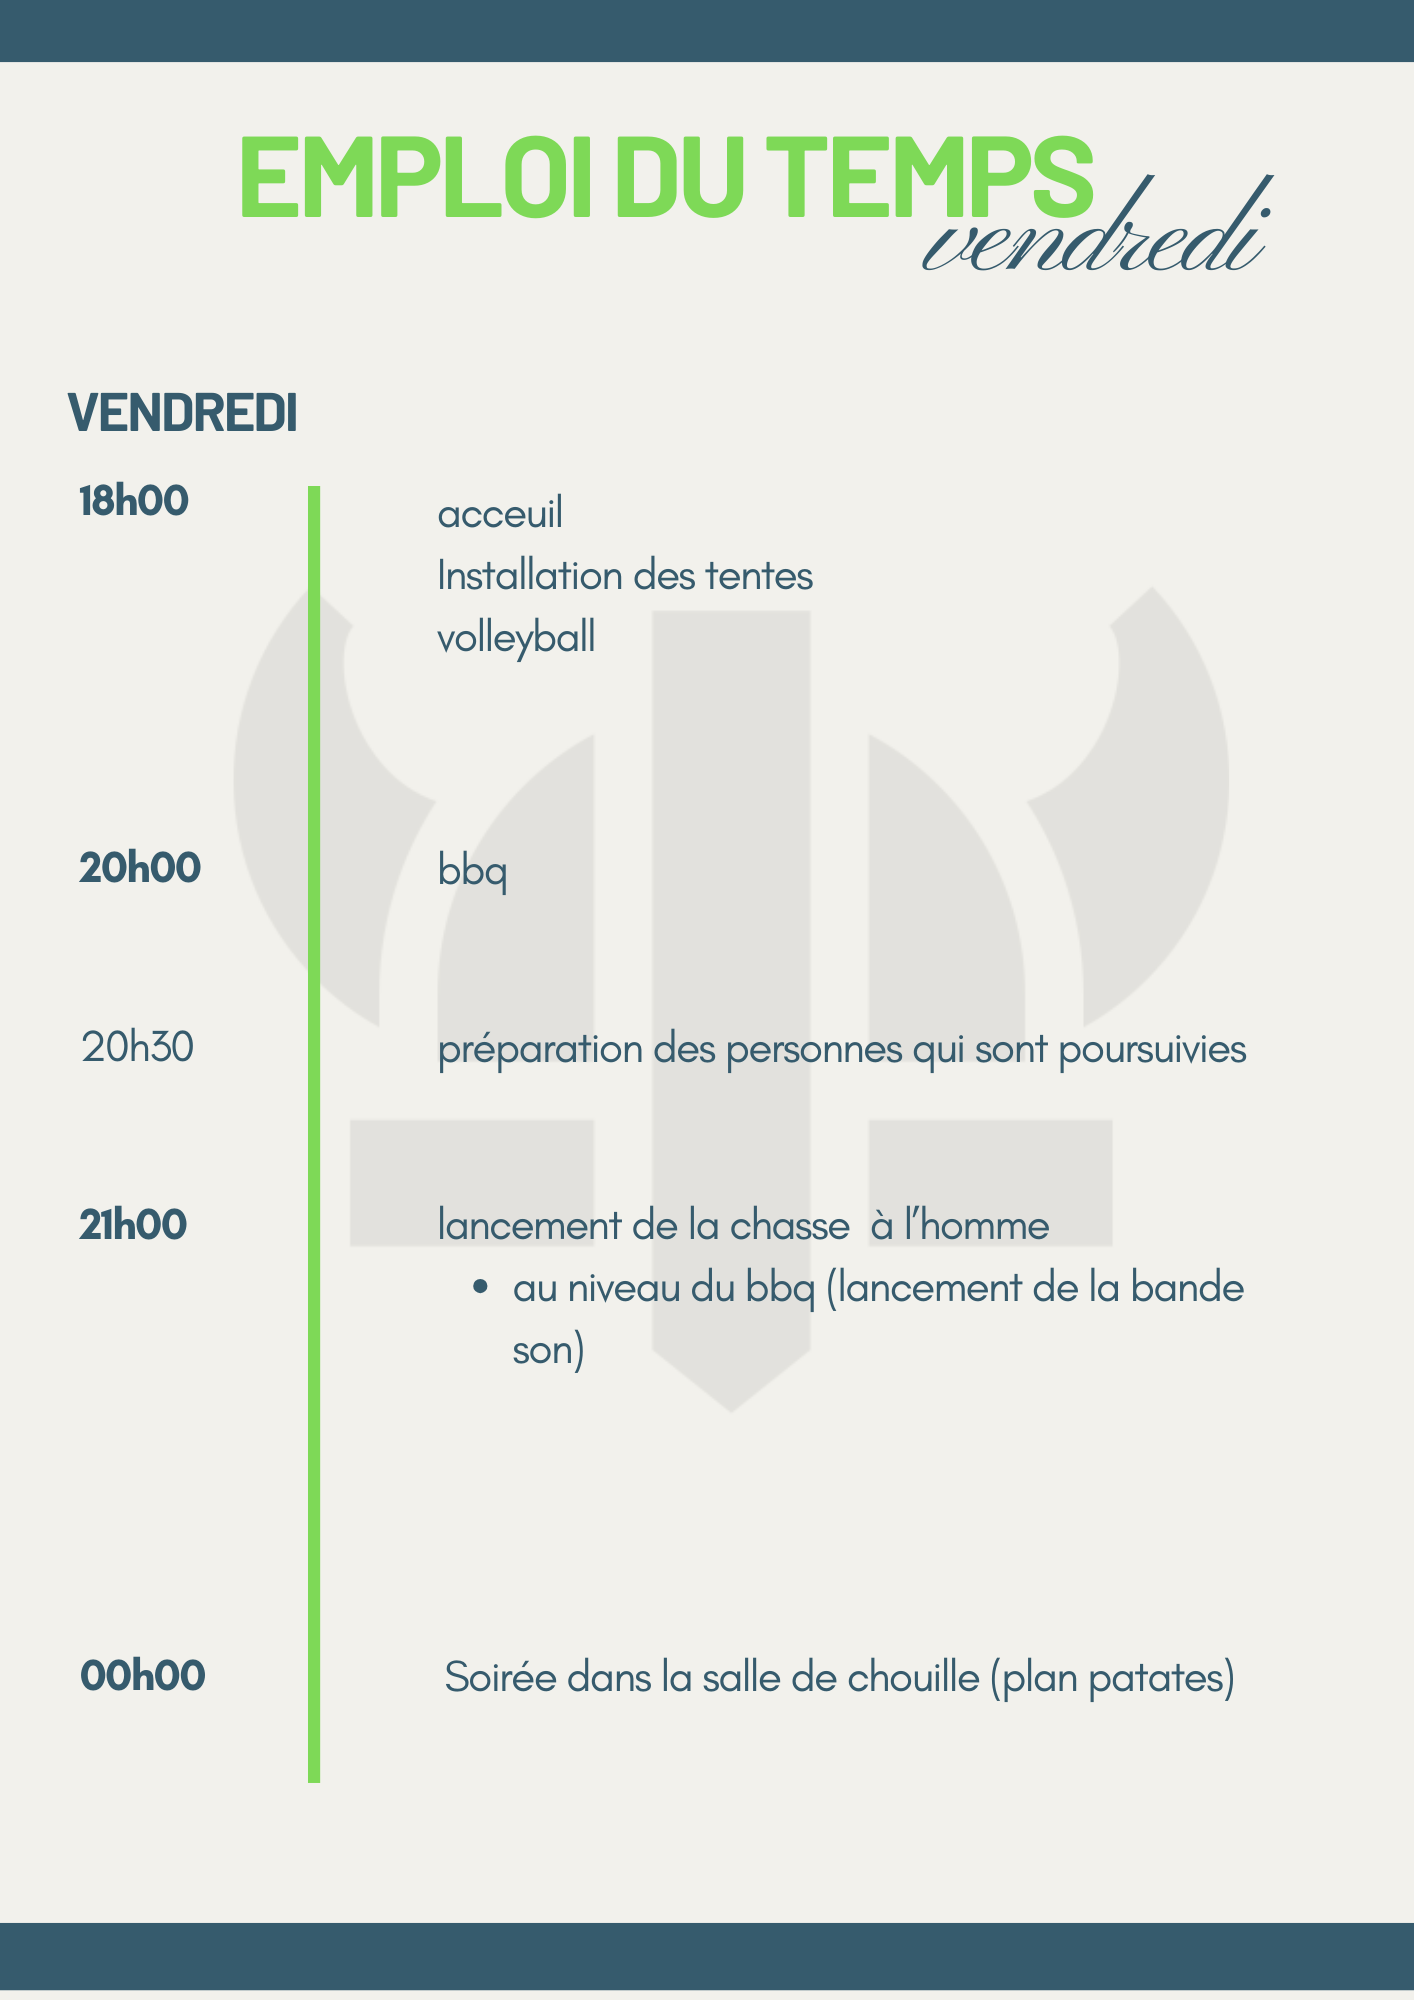 EMPLOI DU TEMPS
vendredi
VENDREDI
18h00
acceuil
Installation des tentes
volleyball
20h00
bbq
20h30
préparation des personnes qui sont poursuivies
21h00
lancement de la chasse  à l'homme
• au niveau du bbq (lancement de la bande
son)
00h00
Soirée dans la salle de chouille (plan patates)